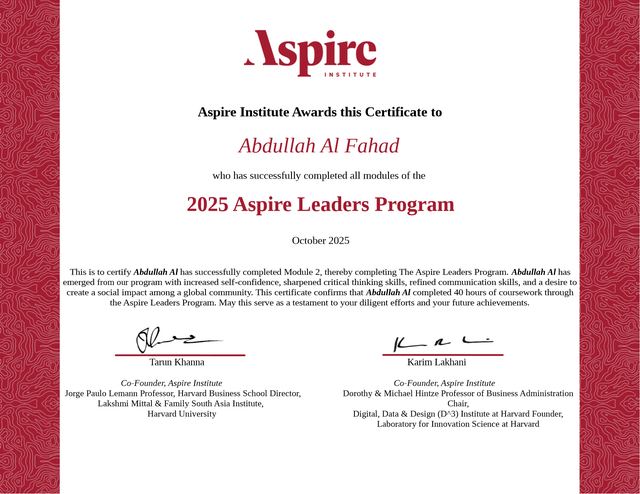 Aspire
INSTITUTE
Aspire Institute Awards this Certificate to
Abdullah Al Fahad
who has successfully completed all modules of the
2025 Aspire Leaders Program
October 2025
This is to certify Abdullah Al has successfully completed Module 2, thereby completing The Aspire Leaders Program. Abdullah Al has
emerged from our program with increased self-confidence, sharpened critical thinking skills, refined communication skills, and a desire to
create a social impact among a global community. This certificate confirms that Abdullah Al completed 40 hours of coursework through
the Aspire Leaders Program. May this serve as a testament to your diligent efforts and your future achievements.
Tarun Khanna
Co-Founder, Aspire Institute
Jorge Paulo Lemann Professor, Harvard Business School Director,
Lakshmi Mittal & Family South Asia Institute,
Harvard University
Karim Lakhani
Co-Founder, Aspire Institute
Dorothy & Michael Hintze Professor of Business Administration
Chair,
Digital, Data & Design (D^3) Institute at Harvard Founder,
Laboratory for Innovation Science at Harvard